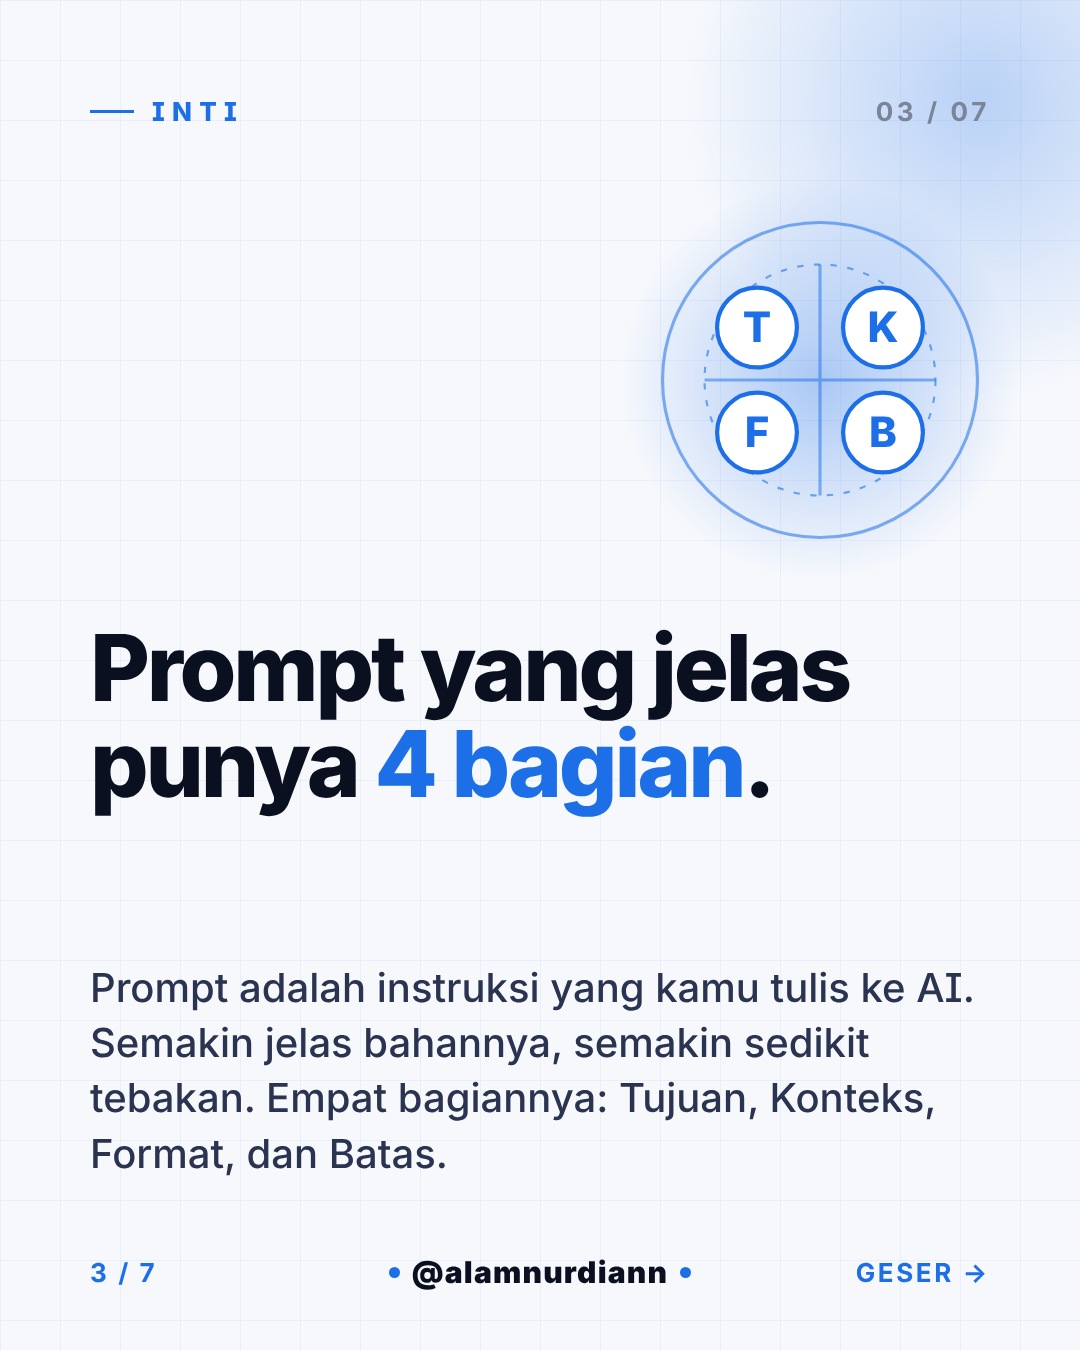 INTI
03 / 07
T K
F B
Prompt yang jelas
punya 4 bagian.
Prompt adalah instruksi yang kamu tulis ke AI.
Semakin jelas bahannya, semakin sedikit
tebakan. Empat bagiannya: Tujuan, Konteks,
Format, dan Batas.
3 / 7
• @alamnurdiann •
GESER →